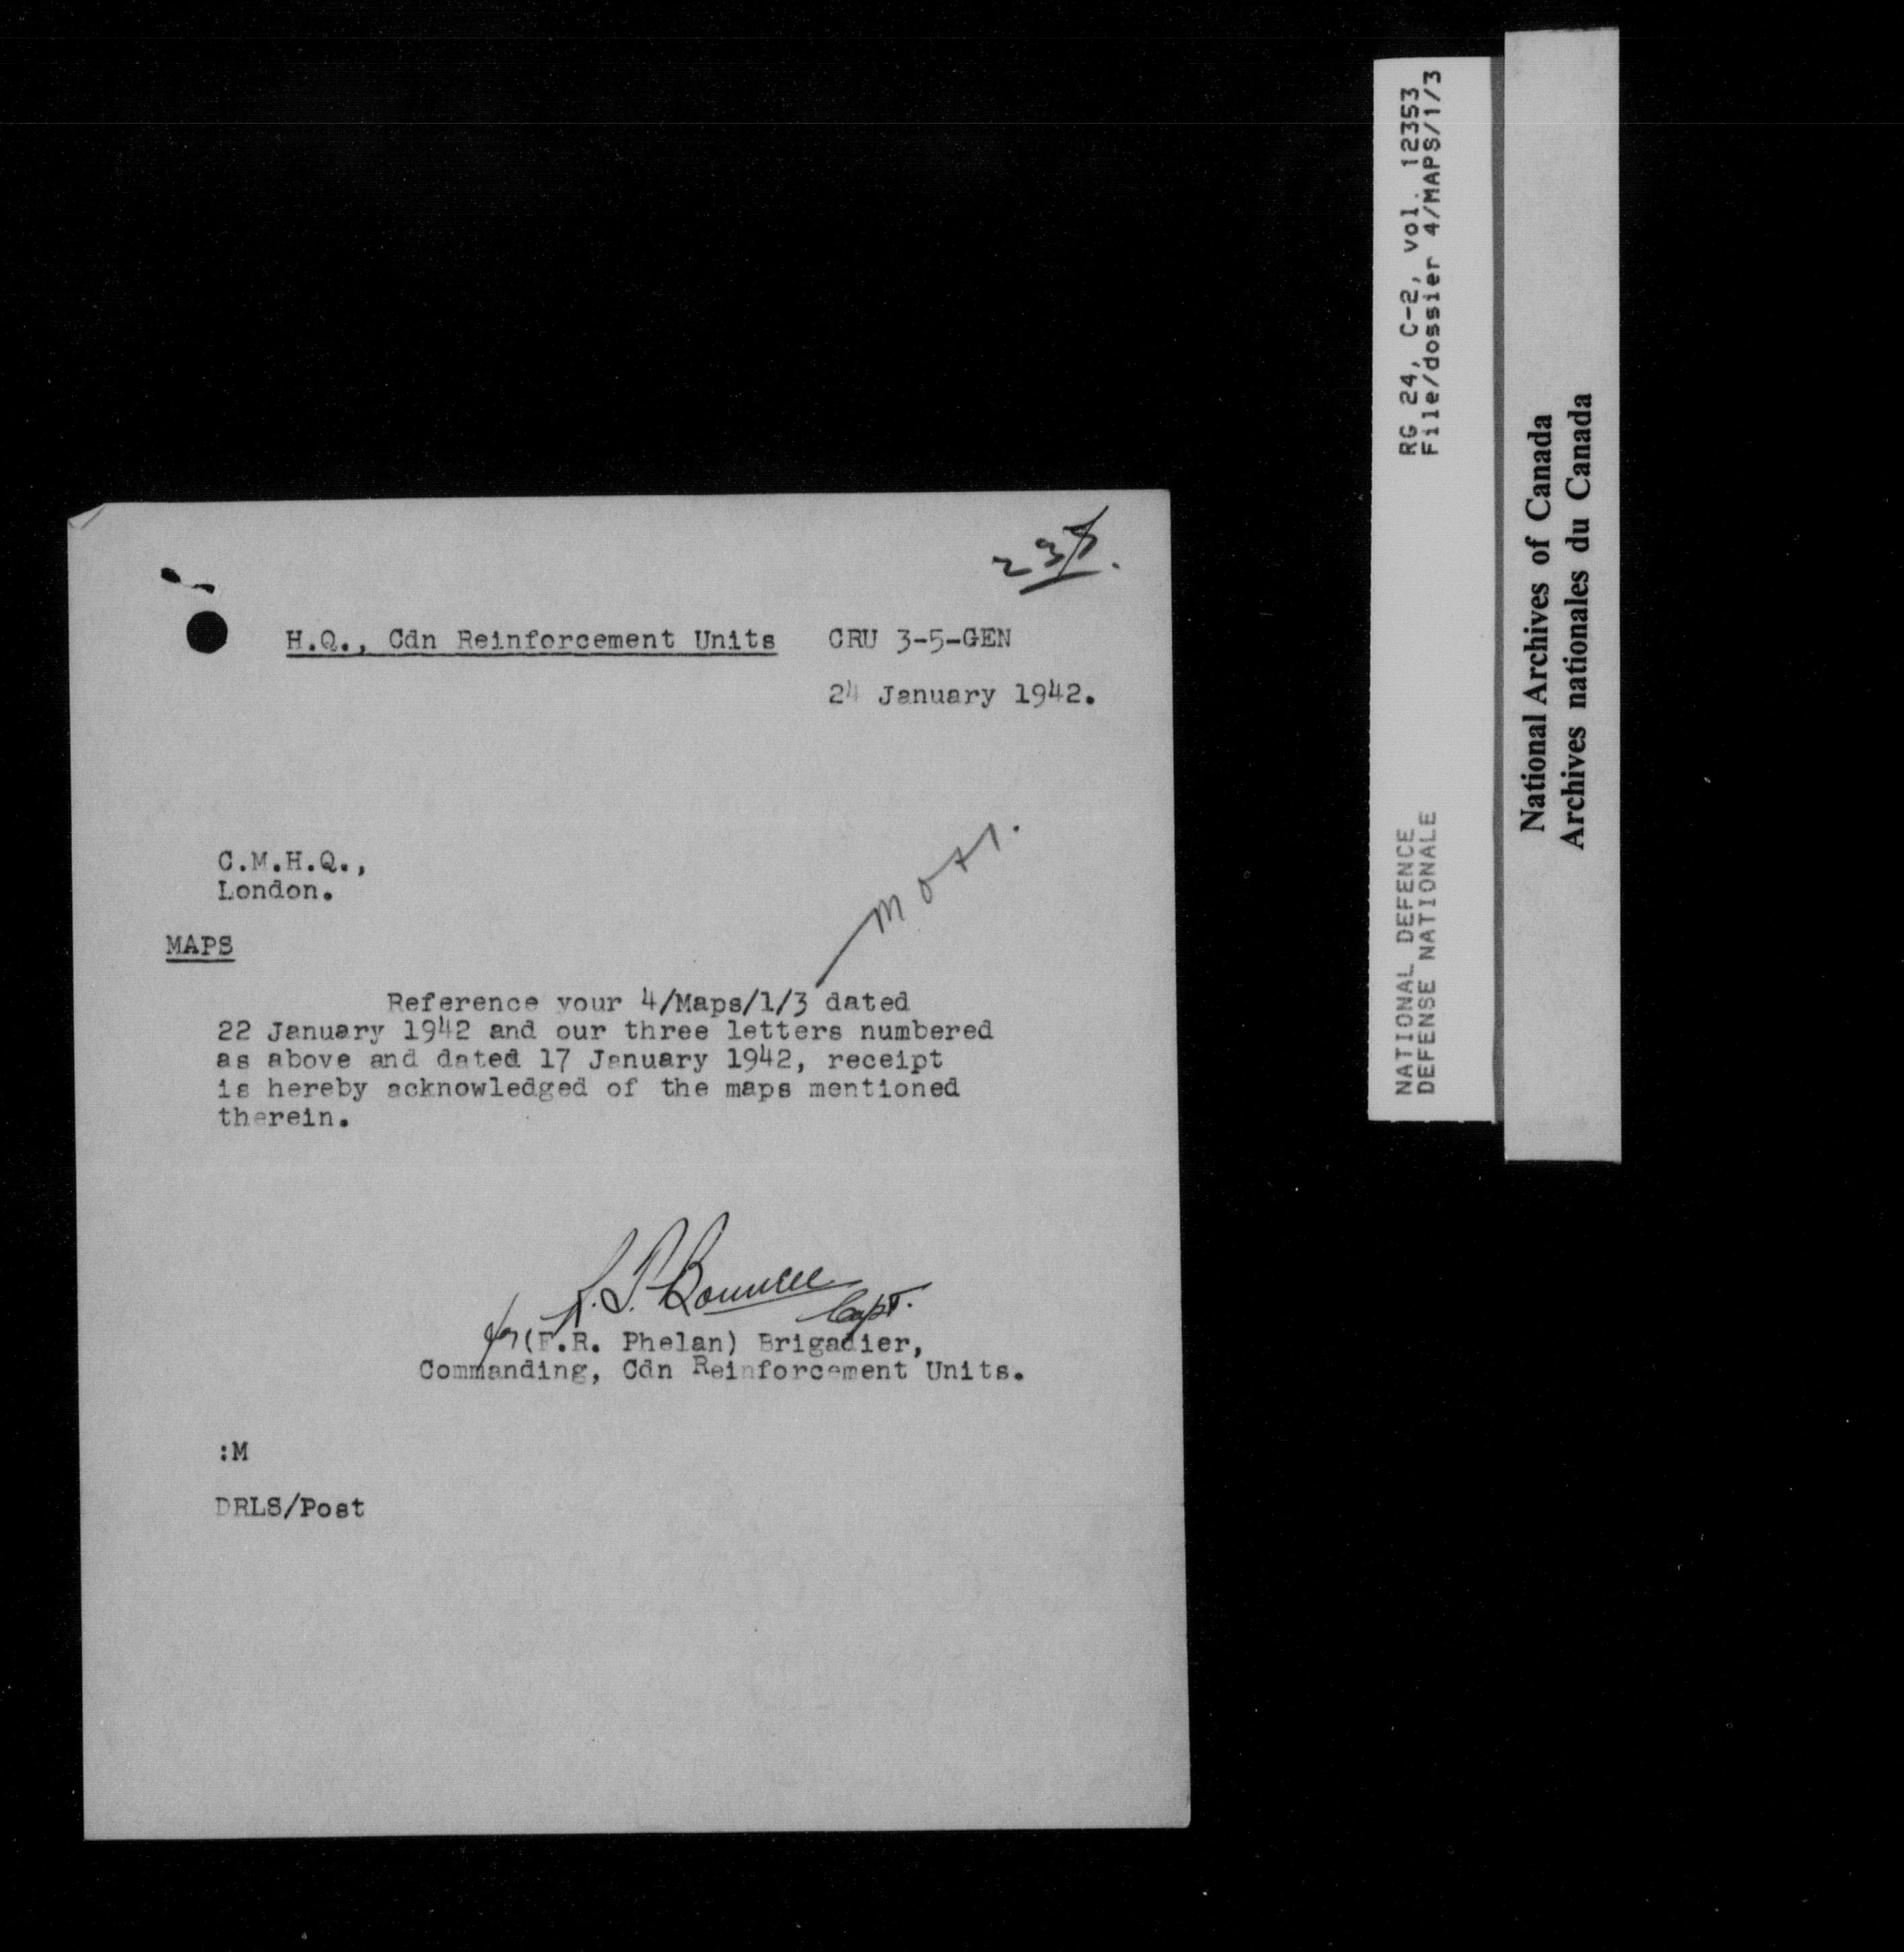 H.Q., Cdn Reinforcement Units CRU 3-5-GEN
24 January 1942.
C.M.H.Q.,
London.
MAPS
Reference your 4/Maps/1/3 dated
22 January 1942 and our three letters numbered
as above and dated 17 January 1942, receipt
is hereby acknowledged of the maps mentioned
therein.
Capt.
for (F.R. Phelan) Brigadier,
Commanding, Cdn Reinforcement Units.
:M
DRLS/Post
RG 24, C-2, vol. 12353
File/dossier 4/MAPS/1/3
NATIONAL DEFENCE
DEFENSE NATIONALE
National Archives of Canada
Archives nationales du Canada